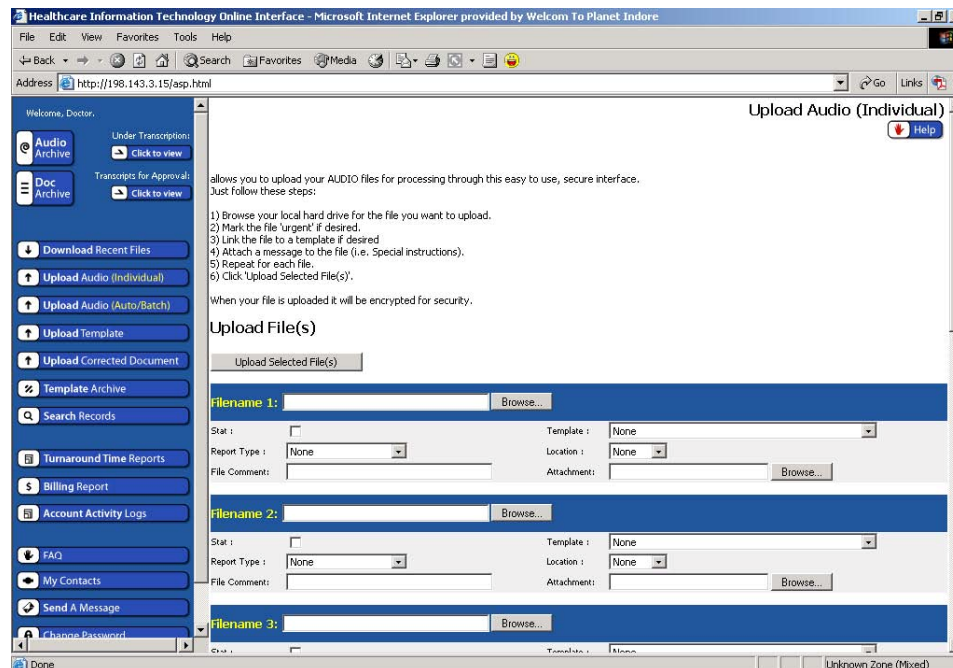 Healthcare Information Technology Online Interface - Microsoft Internet Explorer provided by Welcom To Planet Indore
File Edit View Favorites Tools Help
Back Search Favorites Media
Address http://198.143.3.15/asp.html Go Links
Welcome, Doctor.
Audio Archive
Under Transcription:
Click to view
Doc Archive
Transcripts for Approval:
Click to view
Download Recent Files
Upload Audio (Individual)
Upload Audio (Auto/Batch)
Upload Template
Upload Corrected Document
Template Archive
Search Records
Turnaround Time Reports
Billing Report
Account Activity Logs
FAQ
My Contacts
Send A Message
Change Password
Upload Audio (Individual)
Help
allows you to upload your AUDIO files for processing through this easy to use, secure interface.
Just follow these steps:
1) Browse your local hard drive for the file you want to upload.
2) Mark the file 'urgent' if desired.
3) Link the file to a template if desired
4) Attach a message to the file (i.e. Special instructions).
5) Repeat for each file.
6) Click 'Upload Selected File(s)'.
When your file is uploaded it will be encrypted for security.
Upload File(s)
Upload Selected File(s)
Filename 1: Browse...
Stat : Template : None
Report Type : None Location : None
File Comment: Attachment: Browse...
Filename 2: Browse...
Stat : Template : None
Report Type : None Location : None
File Comment: Attachment: Browse...
Filename 3: Browse...
Stat : Template : None
Done Unknown Zone (Mixed)